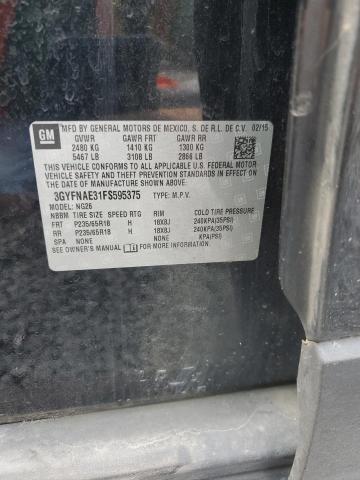 GM
MFD BY GENERAL MOTORS DE MEXICO, S. DE R.L. DE C.V. 02/15
GVWR GAWR FRT GAWR RR
2480 KG 1410 KG 1300 KG
5467 LB 3108 LB 2866 LB
THIS VEHICLE CONFORMS TO ALL APPLICABLE U.S. FEDERAL MOTOR
VEHICLE SAFETY AND THEFT PREVENTION STANDARDS IN EFFECT ON
THE DATE OF MANUFACTURE SHOWN ABOVE.
3GYFNAE31FS595375 TYPE: M.P.V.
MODEL: NG26
NBBM TIRE SIZE SPEED RTG RIM COLD TIRE PRESSURE
FRT P235/65R18 H 18X8J 240KPA(35PSI)
RR P235/65R18 H 18X8J 240KPA(35PSI)
SPA NONE NONE KPA(PSI)
SEE OWNER'S MANUAL FOR MORE INFORMATION.